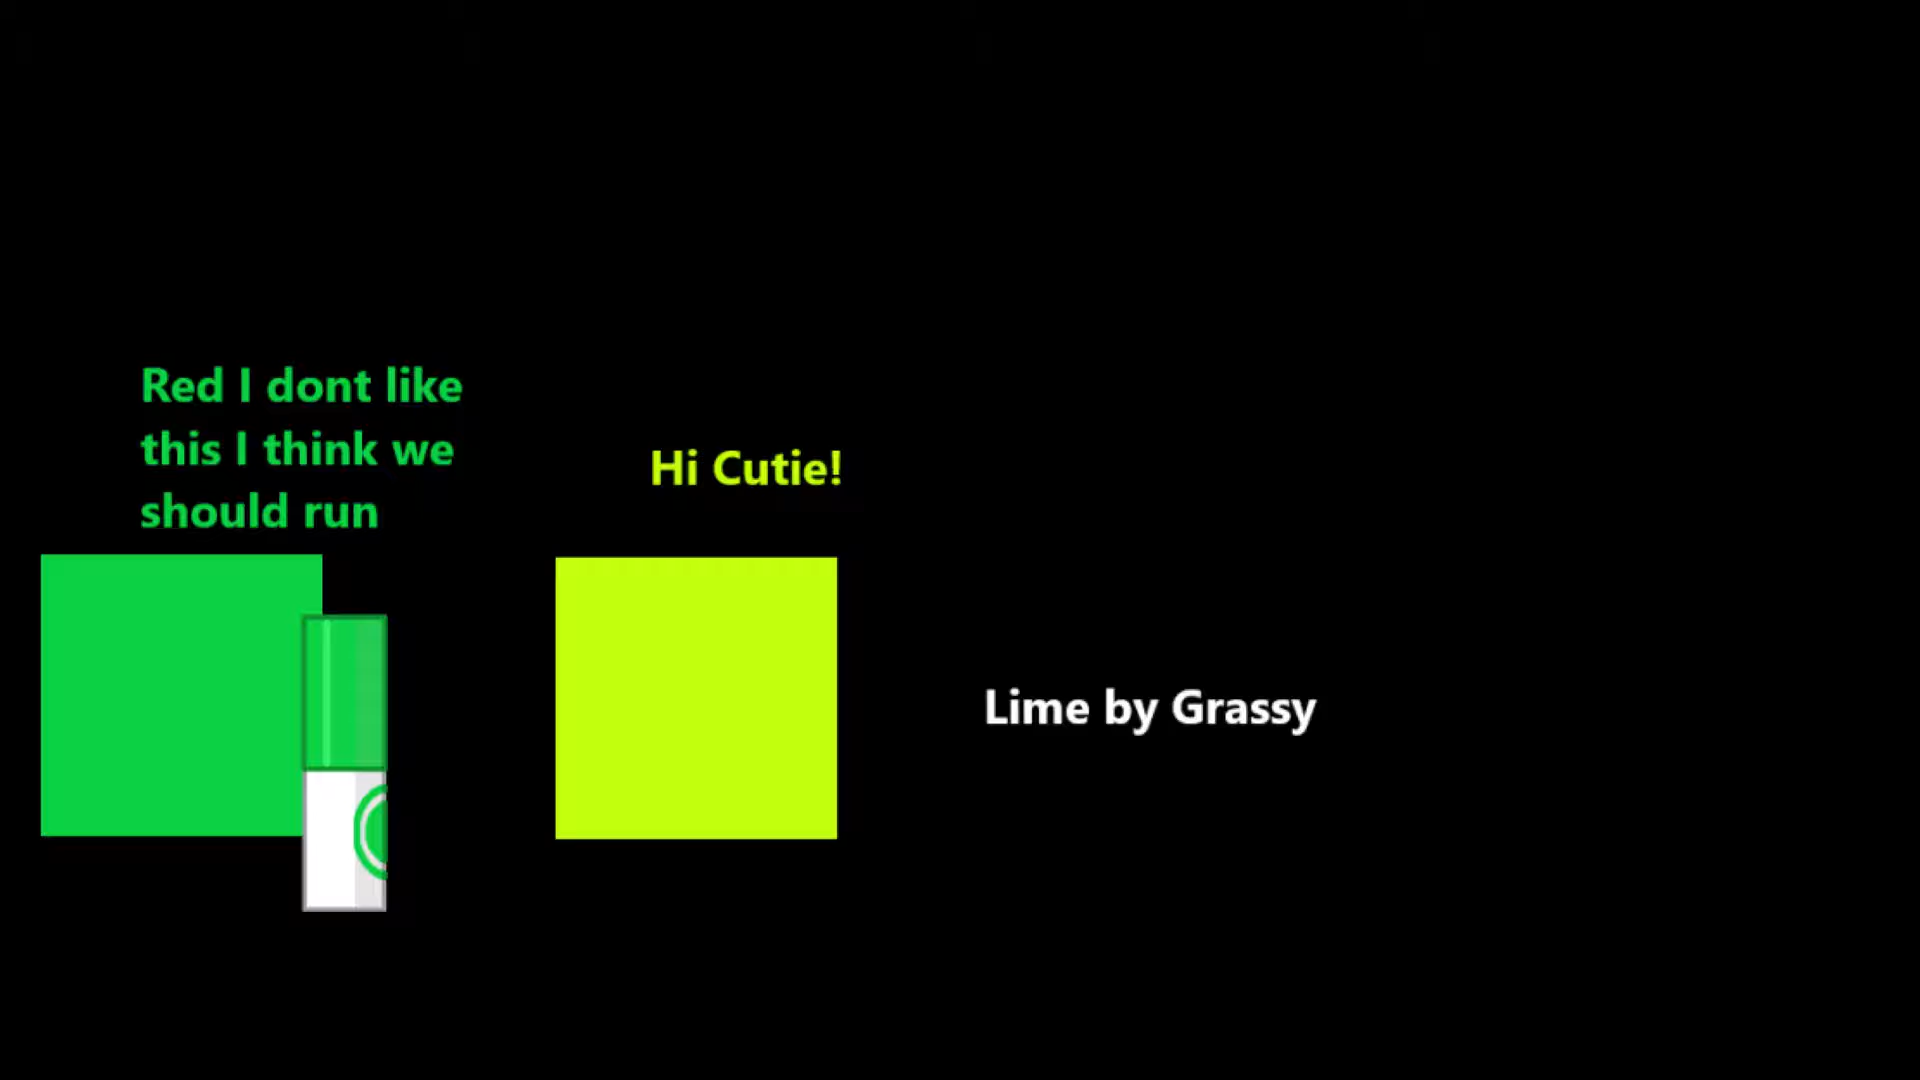 Red I dont like
this I think we
should run
Hi Cutie!
Lime by Grassy